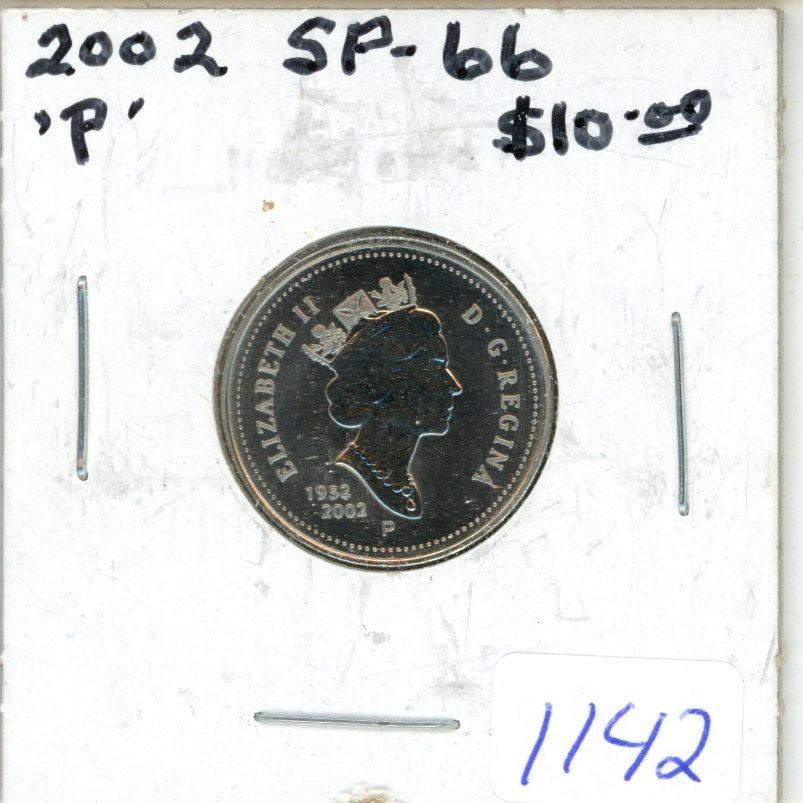 2002 SP-66
'P' $10.00
ELIZABETH II D·G·REGINA
1952
2002
P
1142